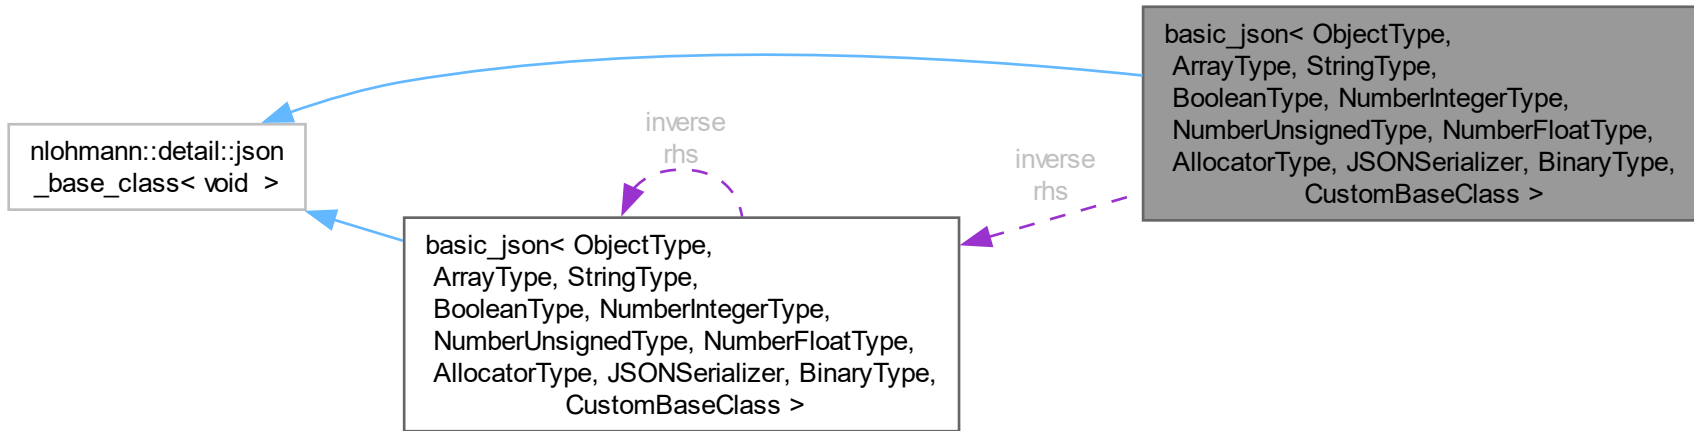 basic_json< ObjectType,
ArrayType, StringType,
BooleanType, NumberIntegerType,
NumberUnsignedType, NumberFloatType,
AllocatorType, JSONSerializer, BinaryType,
CustomBaseClass >
nlohmann::detail::json
_base_class< void  >
inverse
rhs
inverse
rhs
basic_json< ObjectType,
ArrayType, StringType,
BooleanType, NumberIntegerType,
NumberUnsignedType, NumberFloatType,
AllocatorType, JSONSerializer, BinaryType,
CustomBaseClass >